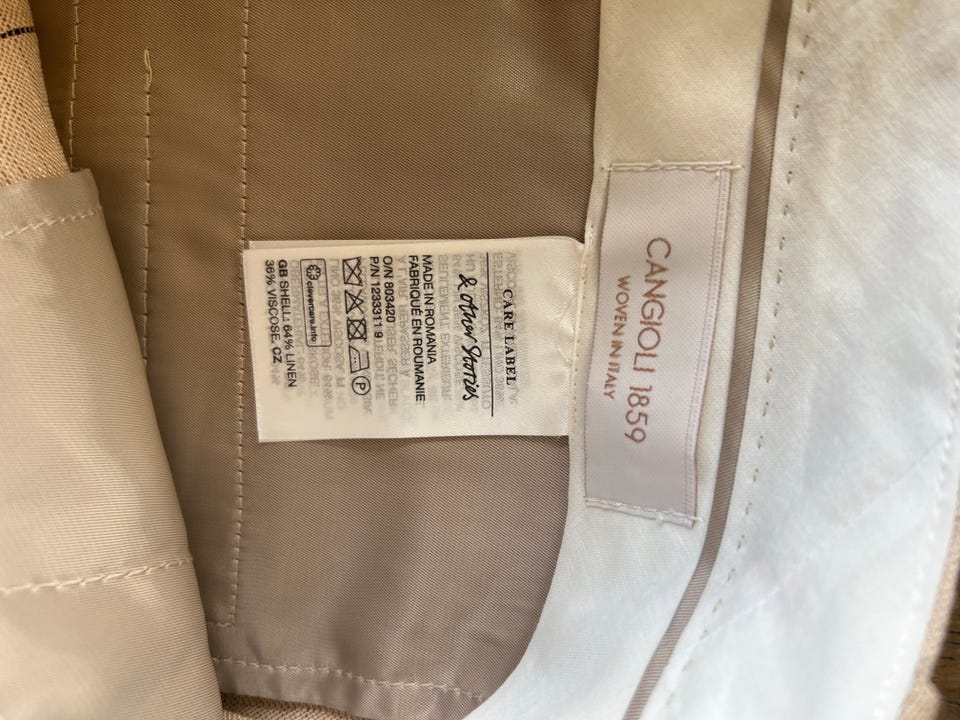 CARE LABEL
& Other Stories
MADE IN ROMANIA
FABRIQUÉ EN ROUMANIE
O/N 803420
P/N 1233311 9
P
clevercare.info
GB SHELL: 64% LINEN
36% VISCOSE, CZ
CANGIOLI 1859
WOVEN IN ITALY